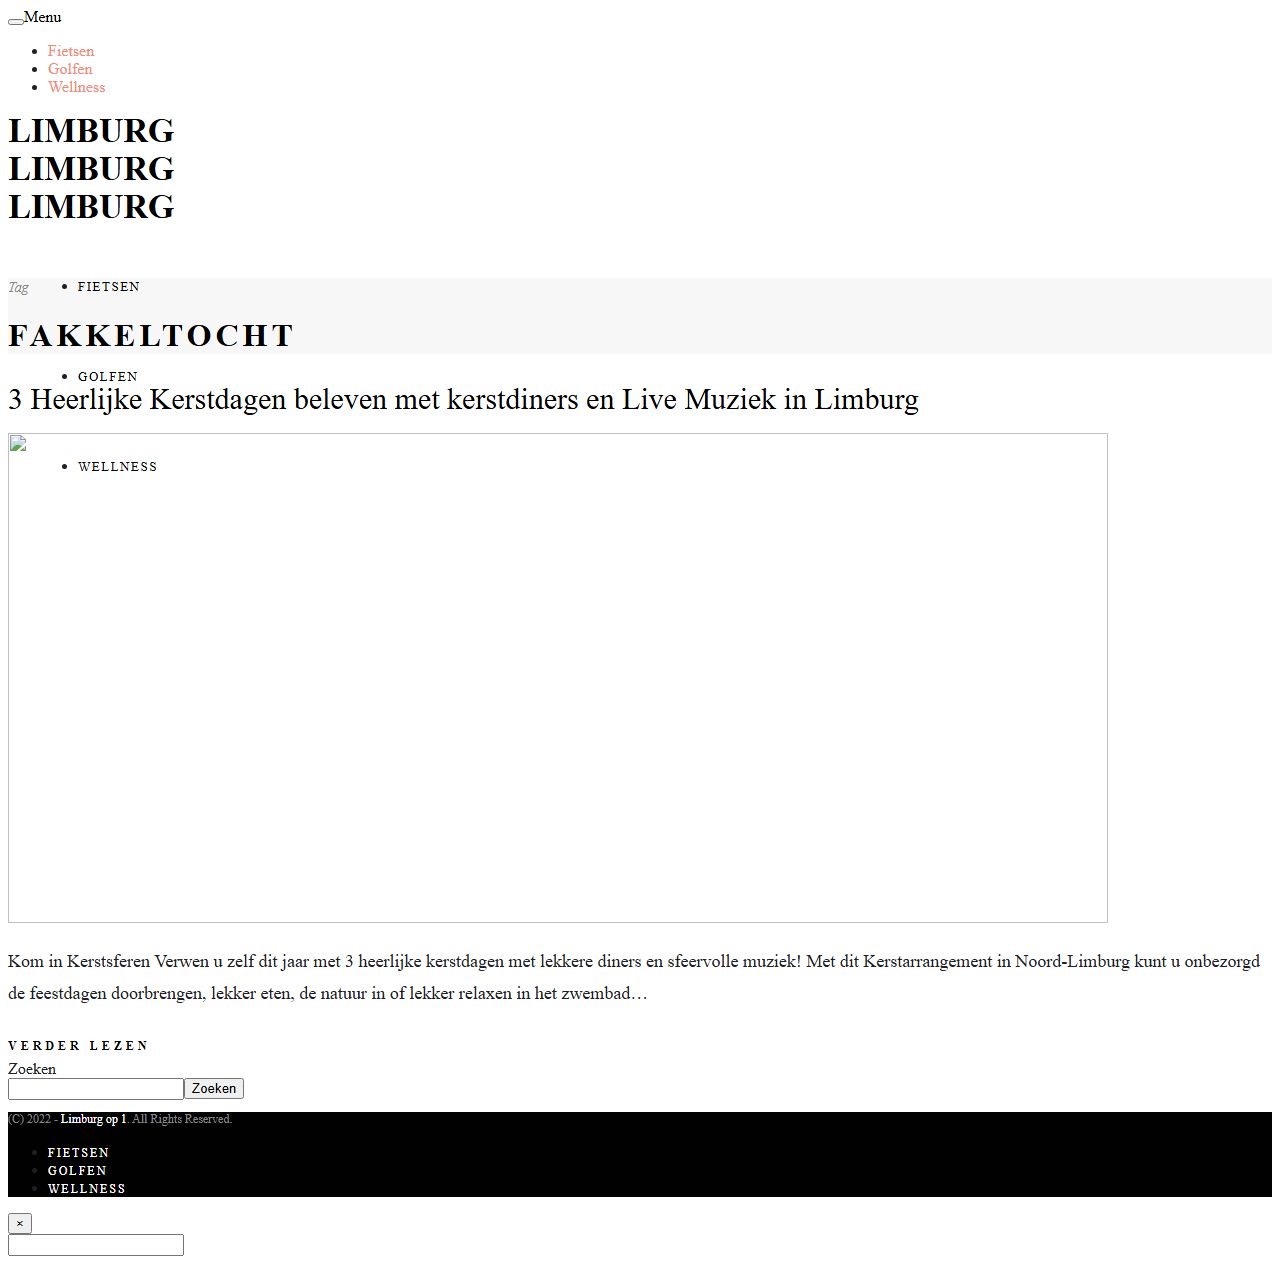 Menu
Fietsen
Golfen
Wellness
LIMBURG
LIMBURG
LIMBURG
FIETSEN
Tag
FAKKELTOCHT
GOLFEN
3 Heerlijke Kerstdagen beleven met kerstdiners en Live Muziek in Limburg
WELLNESS
Kom in Kerstsferen Verwen u zelf dit jaar met 3 heerlijke kerstdagen met lekkere diners en sfeervolle muziek! Met dit Kerstarrangement in Noord-Limburg kunt u onbezorgd
de feestdagen doorbrengen, lekker eten, de natuur in of lekker relaxen in het zwembad…
VERDER LEZEN
Zoeken
Zoeken
(C) 2022 - Limburg op 1. All Rights Reserved.
FIETSEN
GOLFEN
WELLNESS
×